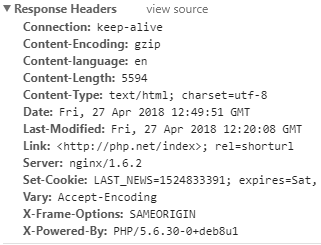 ▼ Response Headers view source
Connection: keep-alive
Content-Encoding: gzip
Content-language: en
Content-Length: 5594
Content-Type: text/html; charset=utf-8
Date: Fri, 27 Apr 2018 12:49:51 GMT
Last-Modified: Fri, 27 Apr 2018 12:20:08 GMT
Link: <http://php.net/index>; rel=shorturl
Server: nginx/1.6.2
Set-Cookie: LAST_NEWS=1524833391; expires=Sat,
Vary: Accept-Encoding
X-Frame-Options: SAMEORIGIN
X-Powered-By: PHP/5.6.30-0+deb8u1